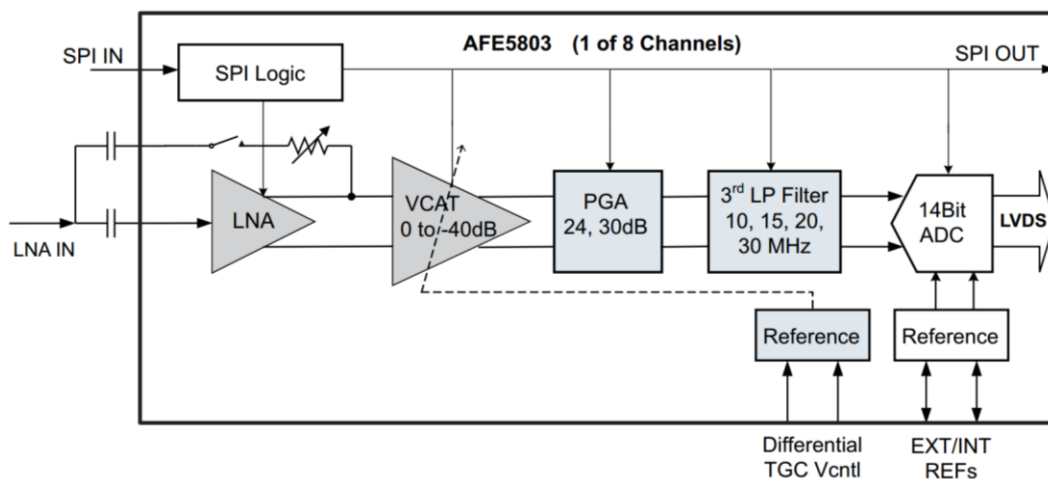 AFE5803 (1 of 8 Channels)
SPI IN
SPI OUT
SPI Logic
LNA IN
LNA
VCAT
0 to -40dB
PGA
24, 30dB
3rd LP Filter
10, 15, 20,
30 MHz
14Bit
ADC
LVDS
Reference
Reference
Differential
TGC Vcntl
EXT/INT
REFs